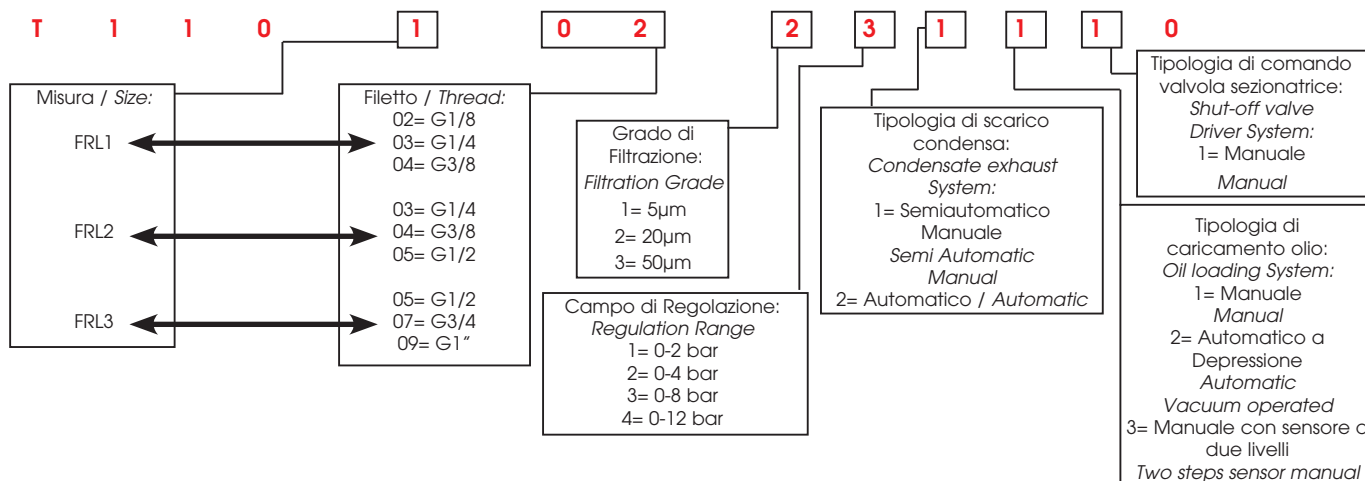 T 1 1 0 1 0 2 2 3 1 1 1 0
Misura / Size:
FRL1
FRL2
FRL3
Filetto / Thread:
02= G1/8
03= G1/4
04= G3/8
03= G1/4
04= G3/8
05= G1/2
05= G1/2
07= G3/4
09= G1”
Grado di
Filtrazione:
Filtration Grade
1= 5µm
2= 20µm
3= 50µm
Campo di Regolazione:
Regulation Range
1= 0-2 bar
2= 0-4 bar
3= 0-8 bar
4= 0-12 bar
Tipologia di scarico
condensa:
Condensate exhaust
System:
1= Semiautomatico
Manuale
Semi Automatic
Manual
2= Automatico / Automatic
Tipologia di comando
valvola sezionatrice:
Shut-off valve
Driver System:
1= Manuale
Manual
Tipologia di
caricamento olio:
Oil loading System:
1= Manuale
Manual
2= Automatico a
Depressione
Automatic
Vacuum operated
3= Manuale con sensore
due livelli
Two steps sensor manual